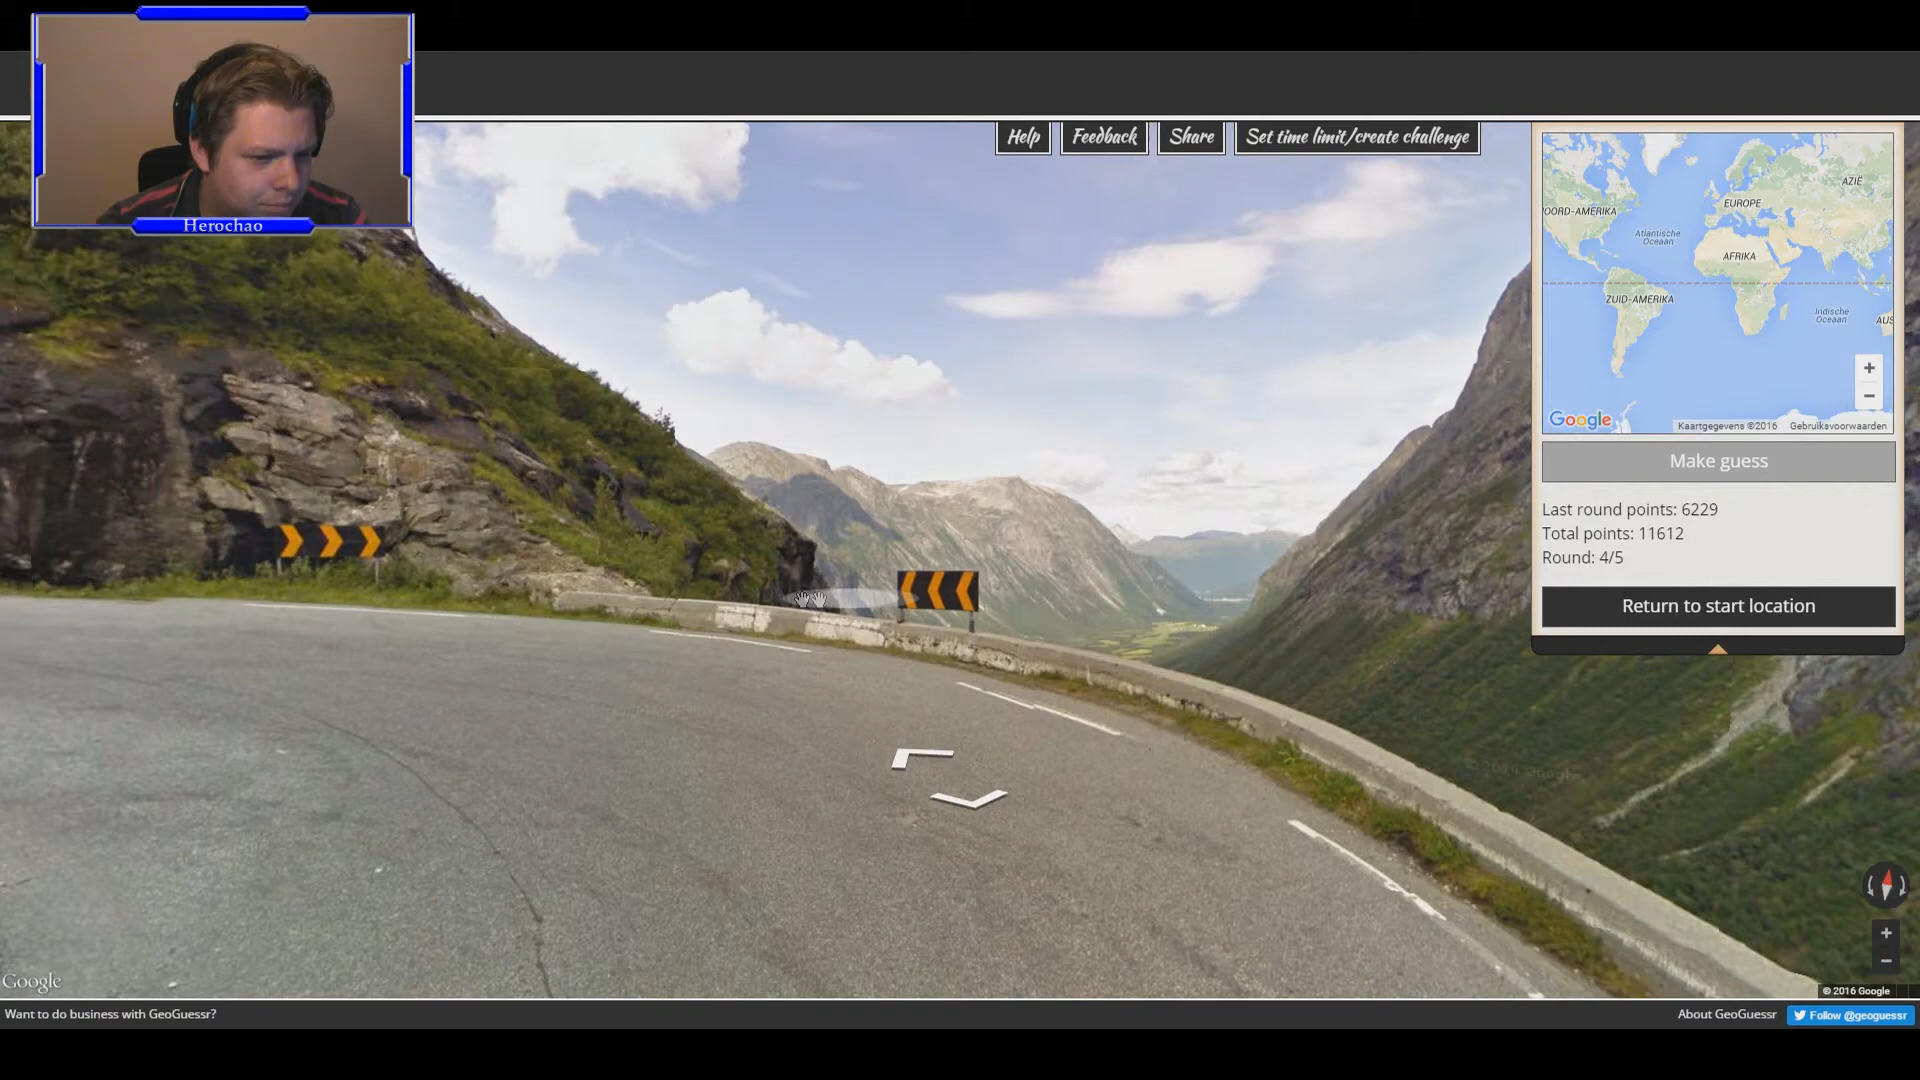 Herochao
Help
Feedback
Share
Set time limit/create challenge
AZIË
EUROPE
OORD-AMERIKA
Atlantische
Oceaan
AFRIKA
ZUID-AMERIKA
Indische
Oceaan
AUS
+
−
Google
Kaartgegevens ©2016
Gebruiksvoorwaarden
Make guess
Last round points: 6229
Total points: 11612
Round: 4/5
Return to start location
© 2014 Google
+
−
Google
© 2016 Google
Want to do business with GeoGuessr?
About GeoGuessr
Follow @geoguessr